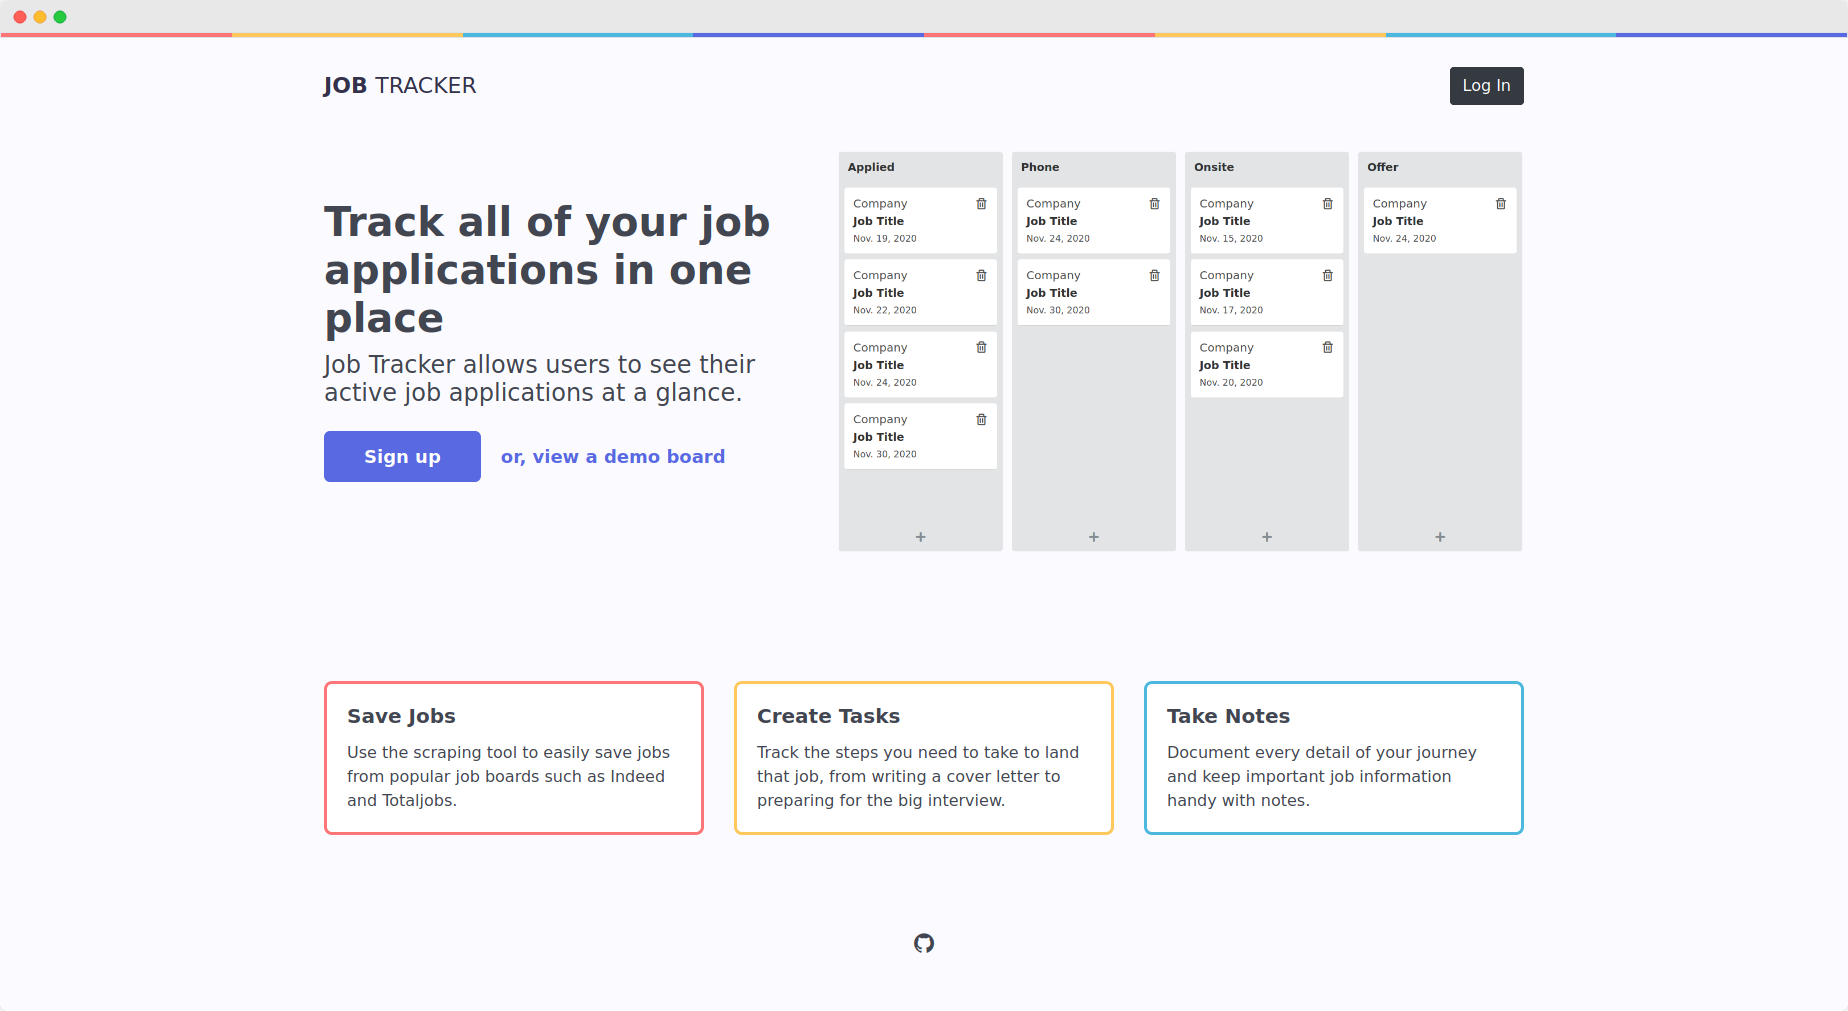 JOB TRACKER
Log In
Track all of your job
applications in one
place
Job Tracker allows users to see their
active job applications at a glance.
Sign up
or, view a demo board
Applied
Company
Job Title
Nov. 19, 2020
Company
Job Title
Nov. 22, 2020
Company
Job Title
Nov. 24, 2020
Company
Job Title
Nov. 30, 2020
+
Phone
Company
Job Title
Nov. 24, 2020
Company
Job Title
Nov. 30, 2020
+
Onsite
Company
Job Title
Nov. 15, 2020
Company
Job Title
Nov. 17, 2020
Company
Job Title
Nov. 20, 2020
+
Offer
Company
Job Title
Nov. 24, 2020
+
Save Jobs
Use the scraping tool to easily save jobs
from popular job boards such as Indeed
and Totaljobs.
Create Tasks
Track the steps you need to take to land
that job, from writing a cover letter to
preparing for the big interview.
Take Notes
Document every detail of your journey
and keep important job information
handy with notes.